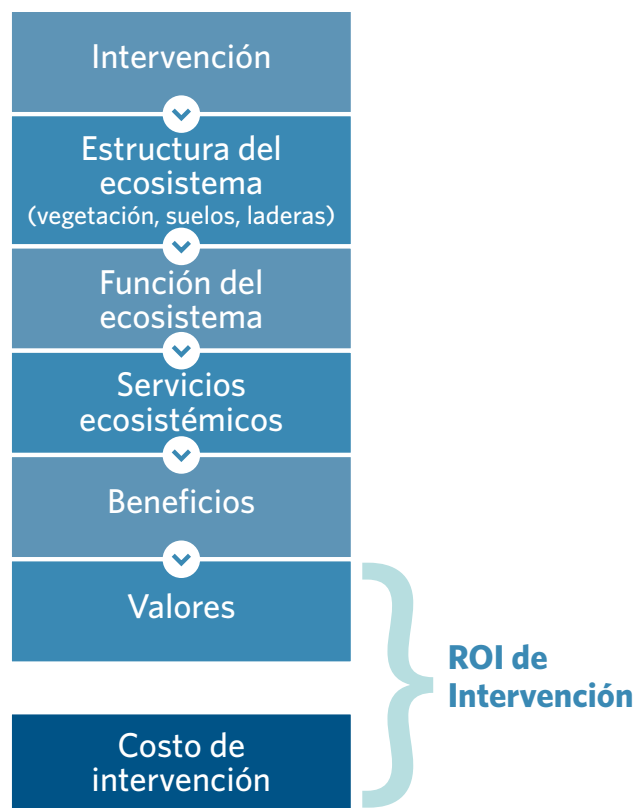 Intervención
Estructura del
ecosistema
(vegetación, suelos, laderas)
Función del
ecosistema
Servicios
ecosistémicos
Beneficios
Valores
ROI de
Intervención
Costo de
intervención